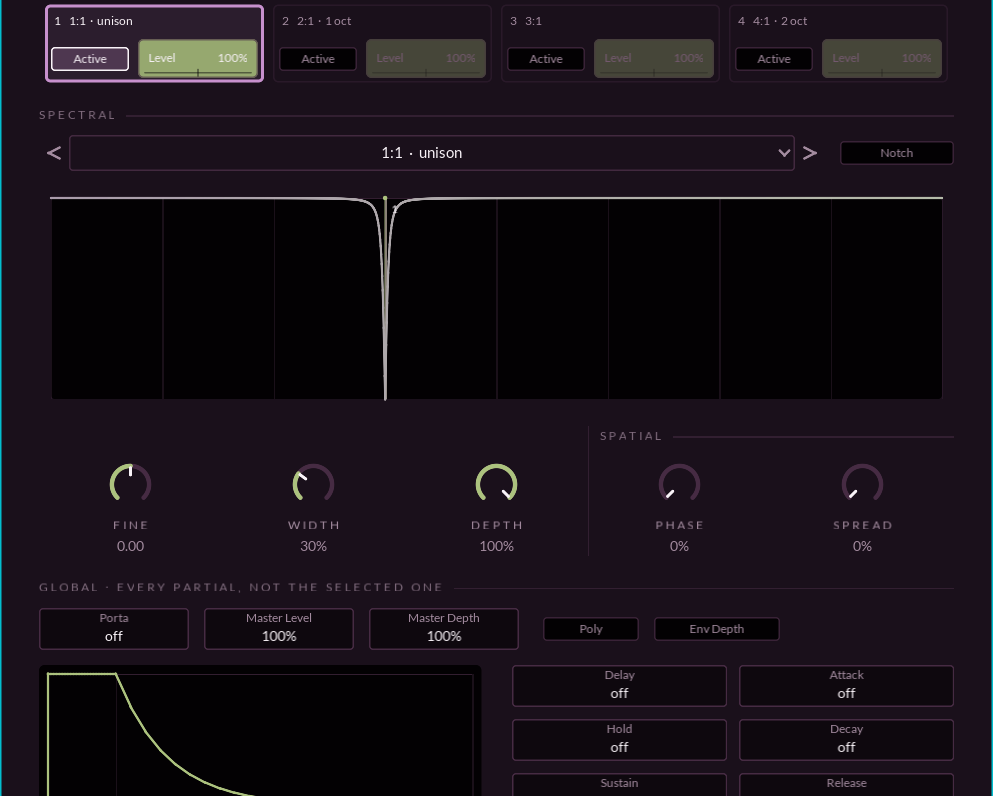 1 1:1 · unison
Active
Level 100%
2 2:1 · 1 oct
Active
Level 100%
3 3:1
Active
Level 100%
4 4:1 · 2 oct
Active
Level 100%
SPECTRAL
< 1:1 · unison > Notch
1
SPATIAL
FINE WIDTH DEPTH PHASE SPREAD
0.00 30% 100% 0% 0%
GLOBAL · EVERY PARTIAL, NOT THE SELECTED ONE
Porta
off
Master Level
100%
Master Depth
100%
Poly
Env Depth
Delay
off
Attack
off
Hold
off
Decay
off
Sustain
Release